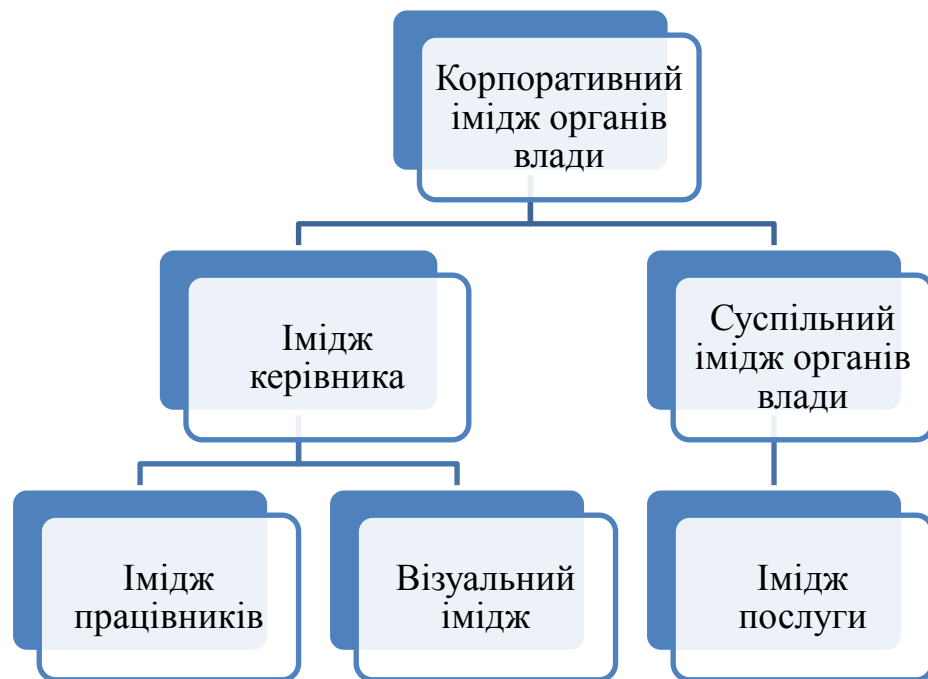 Корпоративний
імідж органів
влади
Імідж
керівника
Суспільний
імідж органів
влади
Імідж
працівників
Візуальний
імідж
Імідж
послуги